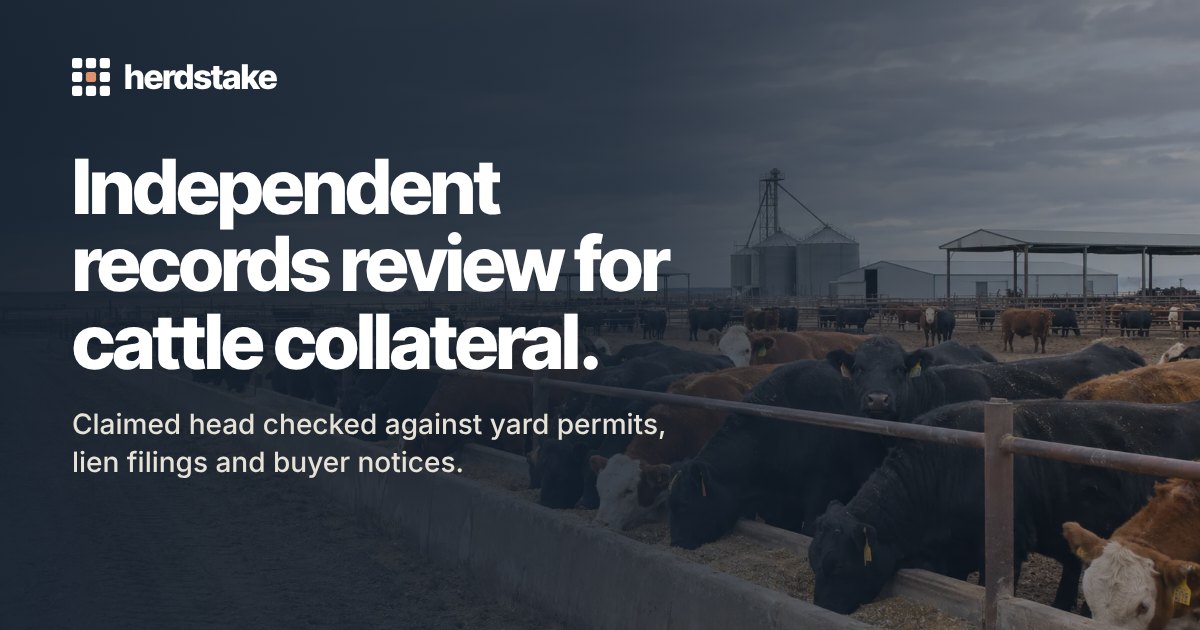 herdstake
Independent
records review for
cattle collateral.
Claimed head checked against yard permits,
lien filings and buyer notices.